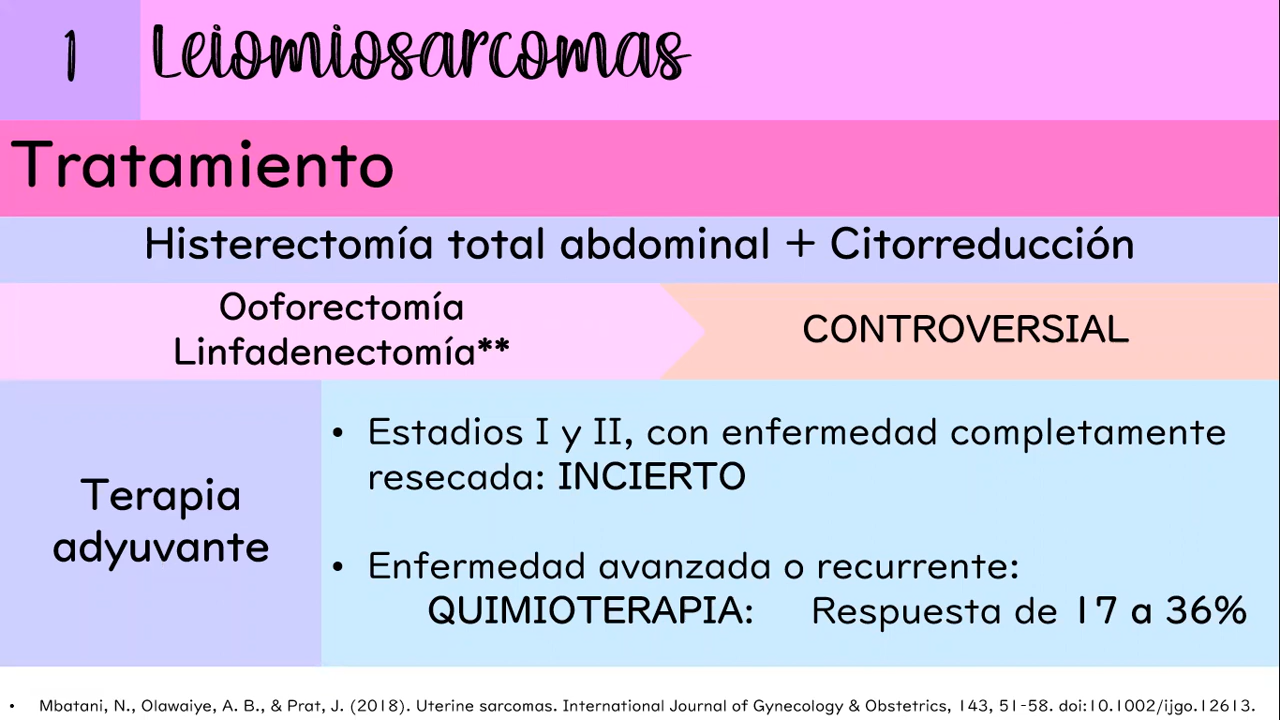 1 Leiomiosarcomas
Tratamiento
Histerectomía total abdominal + Citorreducción
Ooforectomía
Linfadenectomía**
CONTROVERSIAL
Terapia
adyuvante
• Estadios I y II, con enfermedad completamente
resecada: INCIERTO
• Enfermedad avanzada o recurrente:
QUIMIOTERAPIA: Respuesta de 17 a 36%
• Mbatani, N., Olawaiye, A. B., & Prat, J. (2018). Uterine sarcomas. International Journal of Gynecology & Obstetrics, 143, 51-58. doi:10.1002/ijgo.12613.